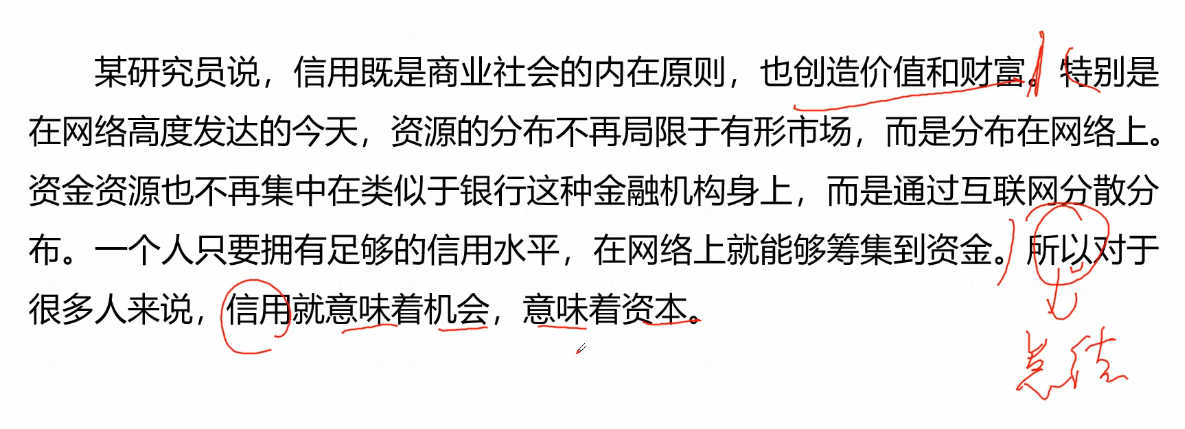 某研究员说，信用既是商业社会的内在原则，也创造价值和财富。特别是
在网络高度发达的今天，资源的分布不再局限于有形市场，而是分布在网络上。
资金资源也不再集中在类似于银行这种金融机构身上，而是通过互联网分散分
布。一个人只要拥有足够的信用水平，在网络上就能够筹集到资金。所以对于
很多人来说，信用就意味着机会，意味着资本。
总结